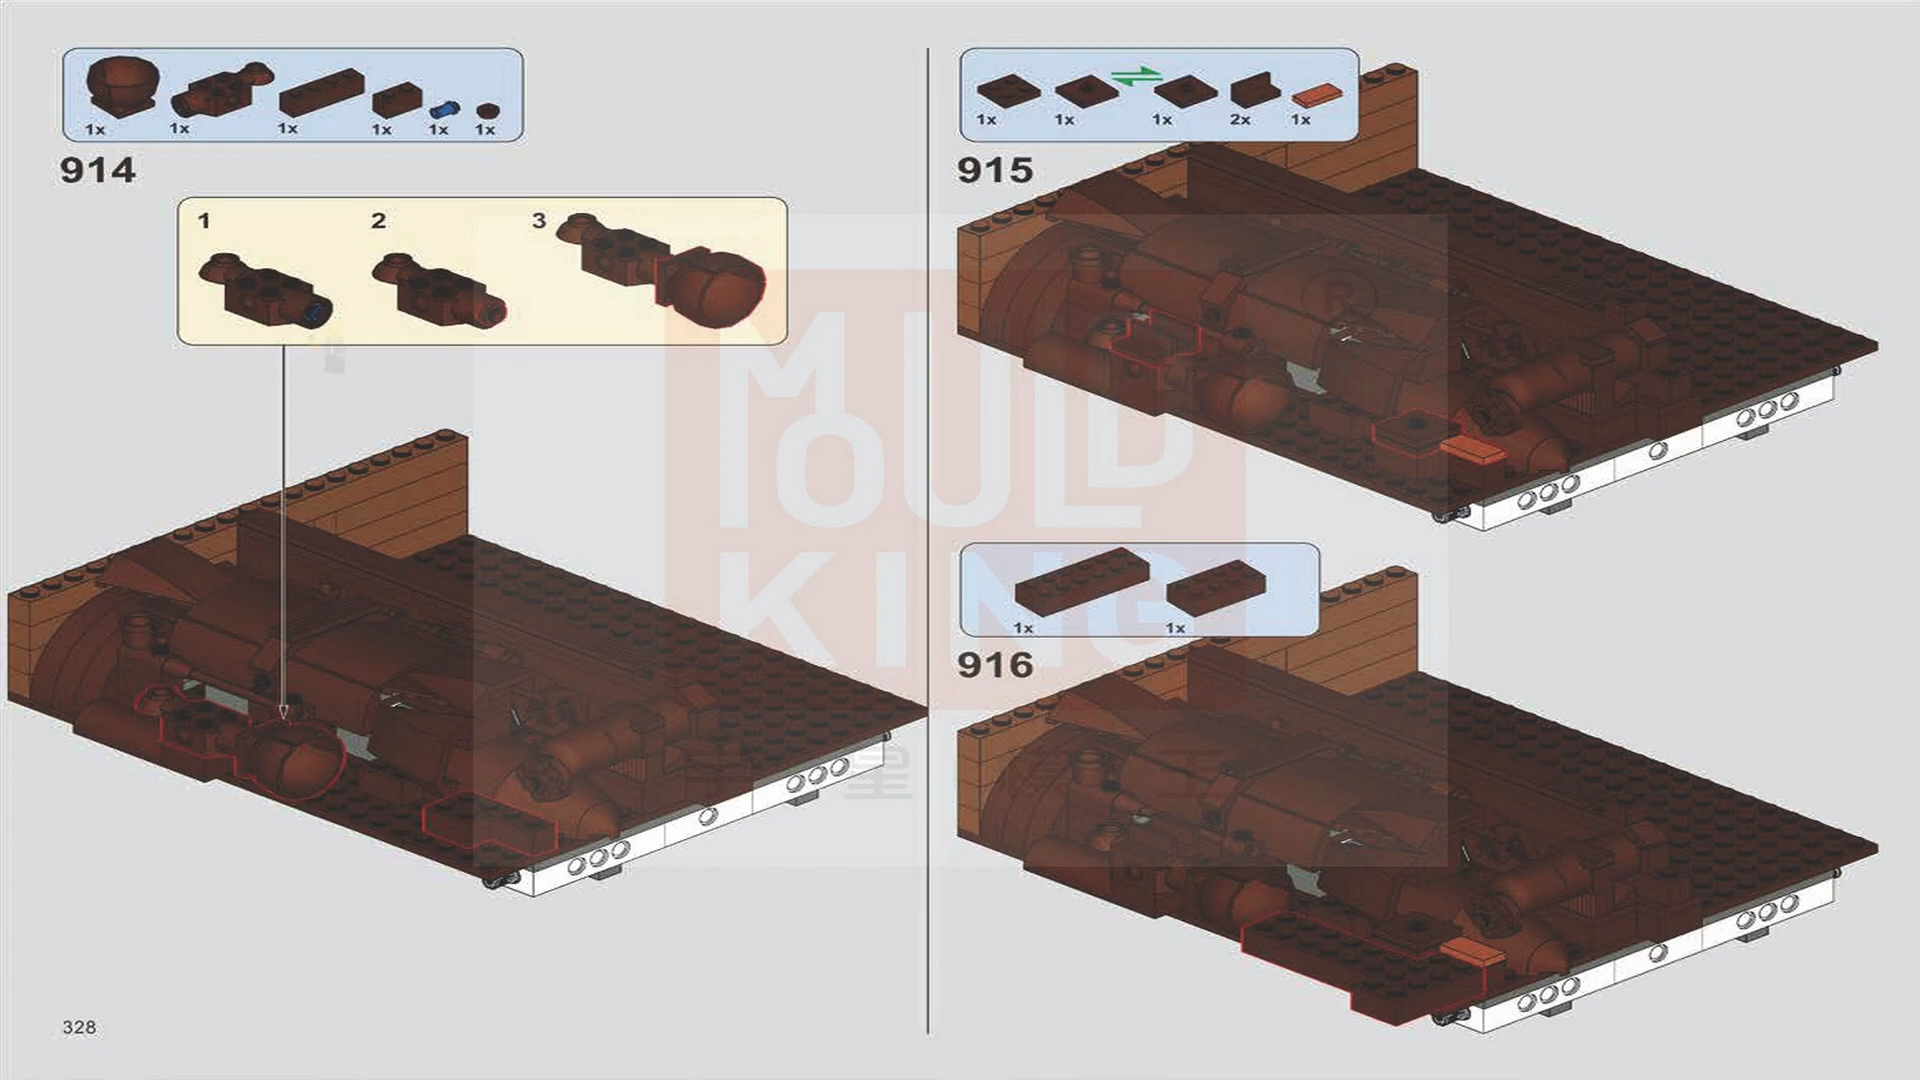 1x 1x 1x 1x 1x 1x
914
1 2 3
1x 1x 1x 2x 1x
915
1x 1x
916
MOULD
KING
®
328